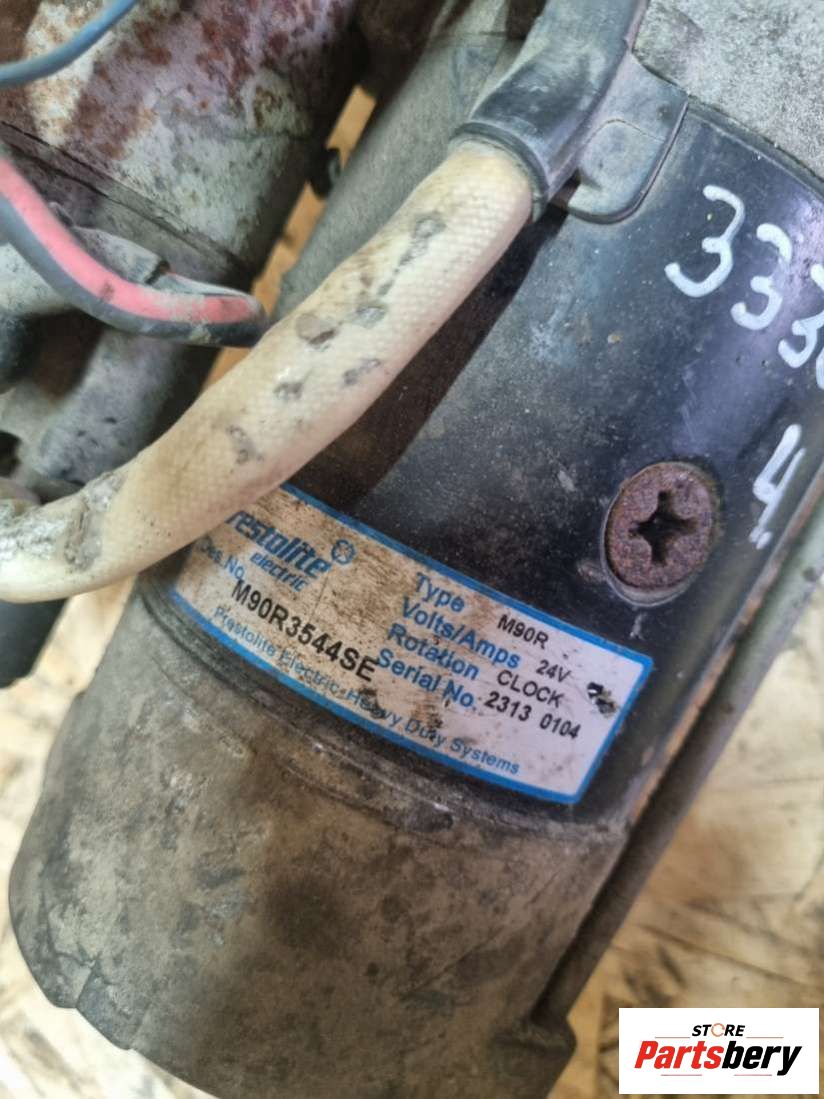 333
4
Prestolite
electric
Des. No.
M90R3544SE
Type M90R
Volts/Amps 24V
Rotation CLOCK
Serial No. 2313 0104
Prestolite Electric-Heavy Duty Systems
STORE
Partsbery